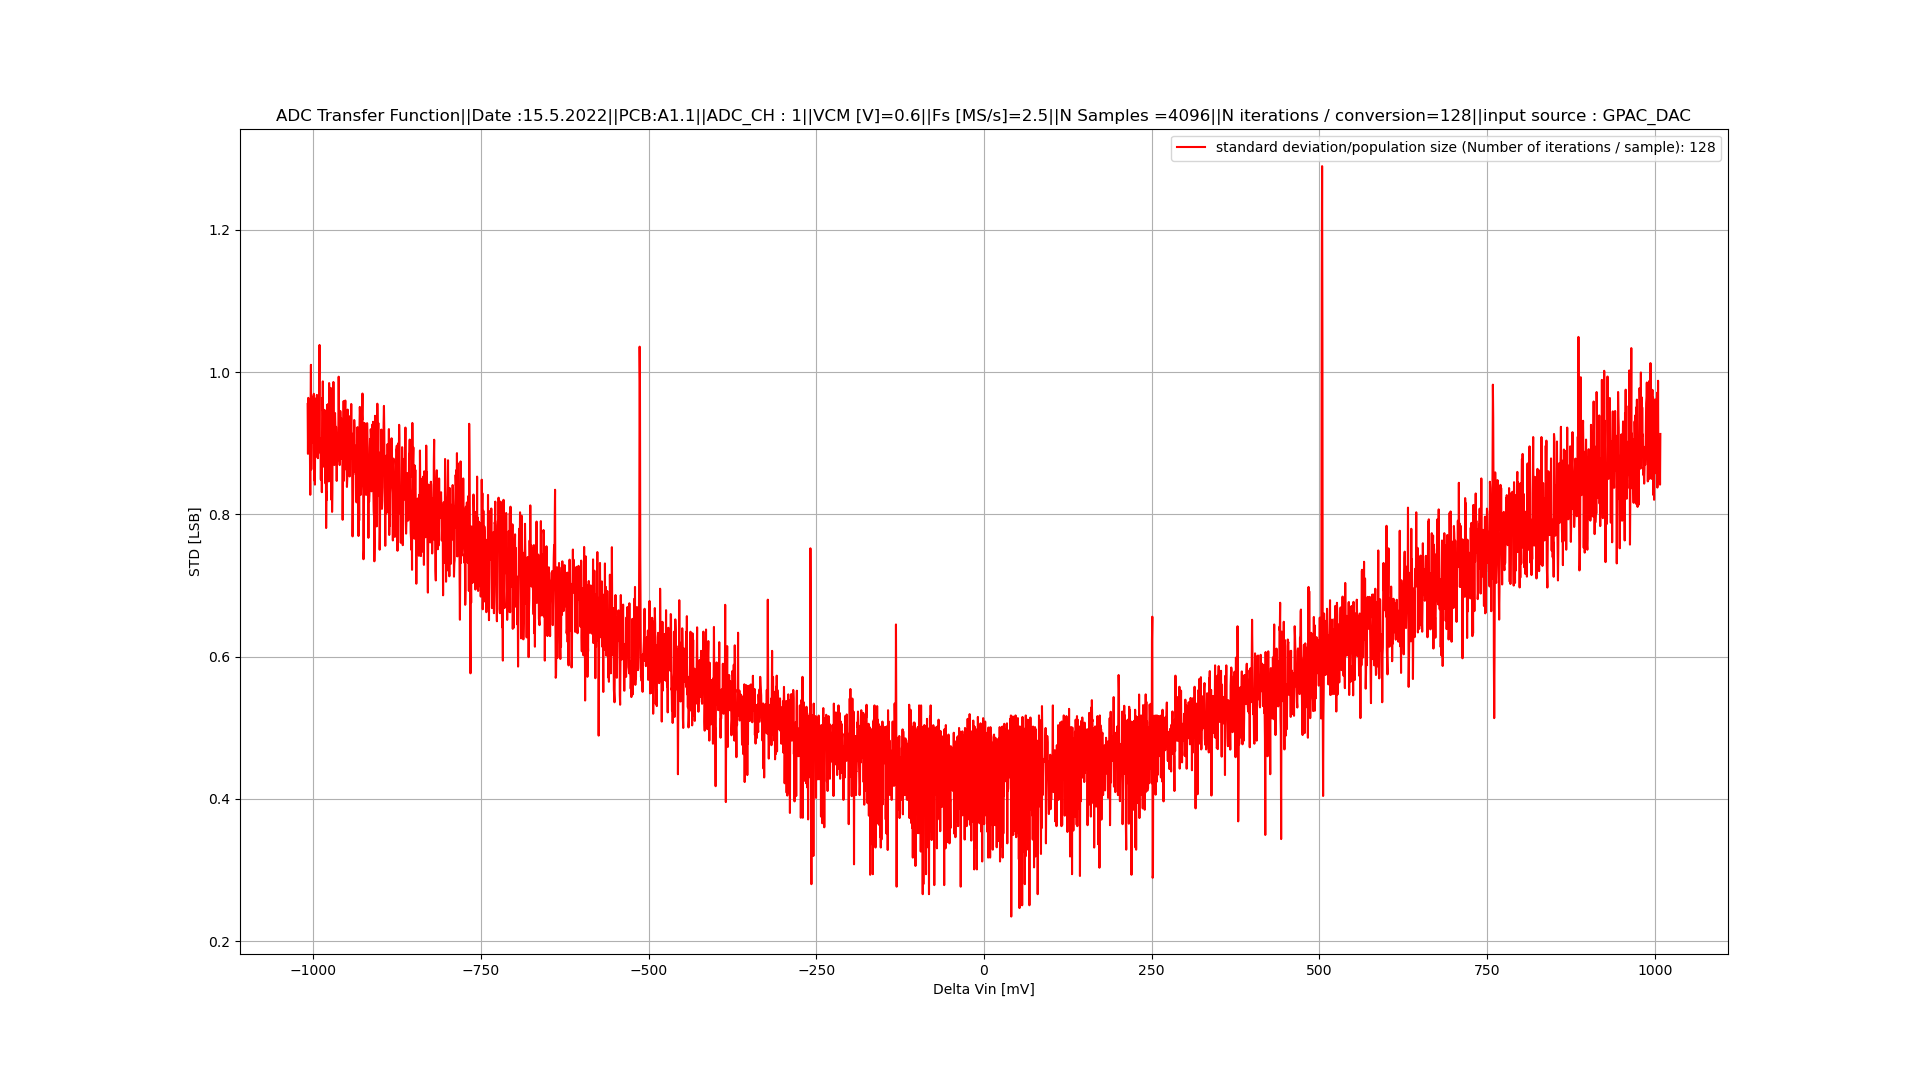 ADC Transfer Function||Date :15.5.2022||PCB:A1.1||ADC_CH : 1||VCM [V]=0.6||Fs [MS/s]=2.5||N Samples =4096||N iterations / conversion=128||input source : GPAC_DAC
standard deviation/population size (Number of iterations / sample): 128
1.2
1.0
0.8
0.6
0.4
0.2
STD [LSB]
−1000 −750 −500 −250 0 250 500 750 1000
Delta Vin [mV]